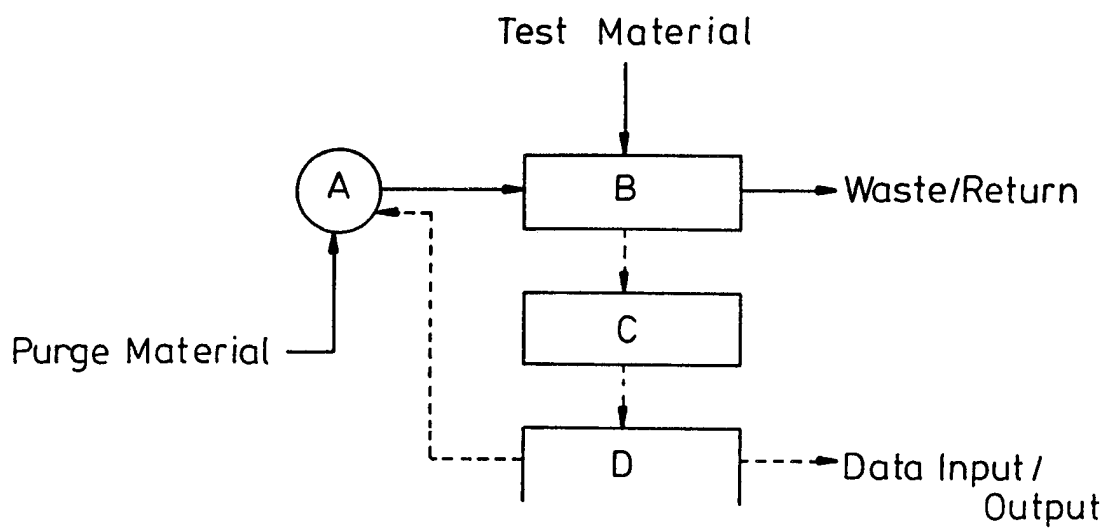 Test Material
A
B
Waste/Return
Purge Material
C
D
Data Input/
Output